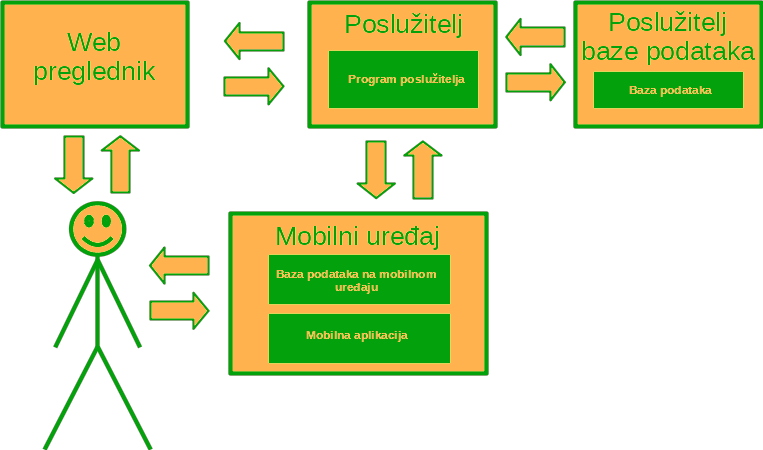 Web
preglednik
Poslužitelj
Program poslužitelja
Poslužitelj
baze podataka
Baza podataka
Mobilni uređaj
Baza podataka na mobilnom
uređaju
Mobilna aplikacija